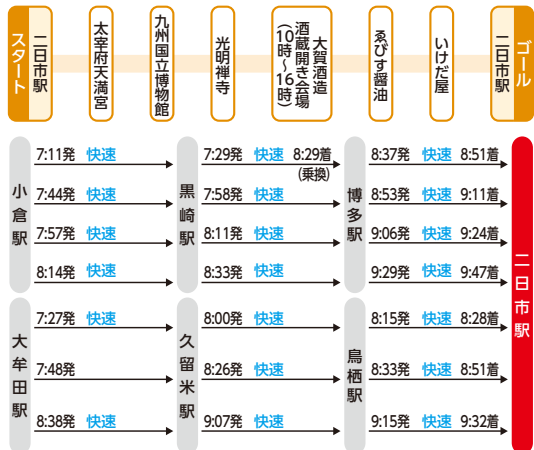 スタート
二日市駅
太宰府天満宮
九州国立博物館
光明禅寺
大賀酒造
酒蔵開き会場
(10時〜16時)
ゑびす醤油
いけだ屋
二日市駅
ゴール
小倉駅
7:11発 快速
7:44発 快速
7:57発 快速
8:14発 快速
黒崎駅
7:29発 快速 8:29着
(乗換)
7:58発 快速
8:11発 快速
8:33発 快速
博多駅
8:37発 快速 8:51着
8:53発 快速 9:11着
9:06発 快速 9:24着
9:29発 快速 9:47着
大牟田駅
7:27発 快速
7:48発
8:38発 快速
久留米駅
8:00発 快速
8:26発 快速
9:07発 快速
鳥栖駅
8:15発 快速 8:28着
8:33発 快速 8:51着
9:15発 快速 9:32着
二日市駅